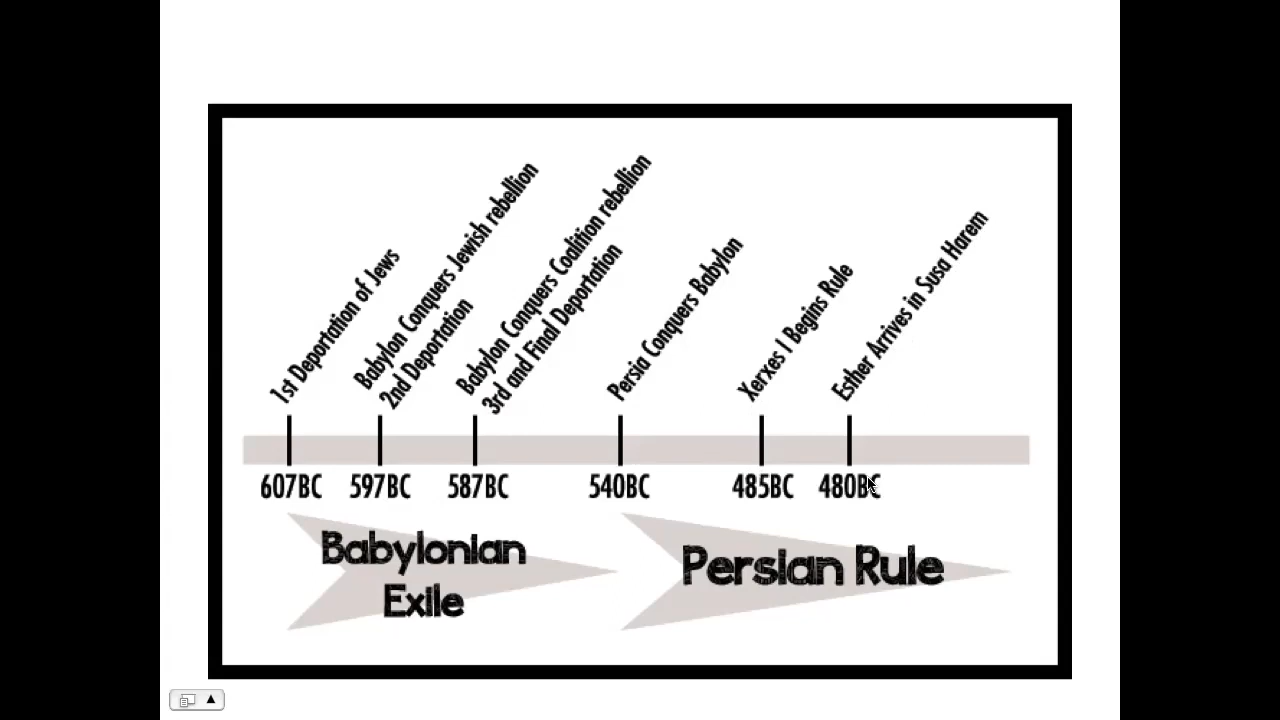 1st Deportation of Jews
Babylon Conquers Jewish rebellion
2nd Deportation
Babylon Conquers Coalition rebellion
3rd and Final Deportation
Persia Conquers Babylon
Xerxes I Begins Rule
Esther Arrives in Susa Harem
607BC
597BC
587BC
540BC
485BC
480BC
Babylonian
Exile
Persian Rule